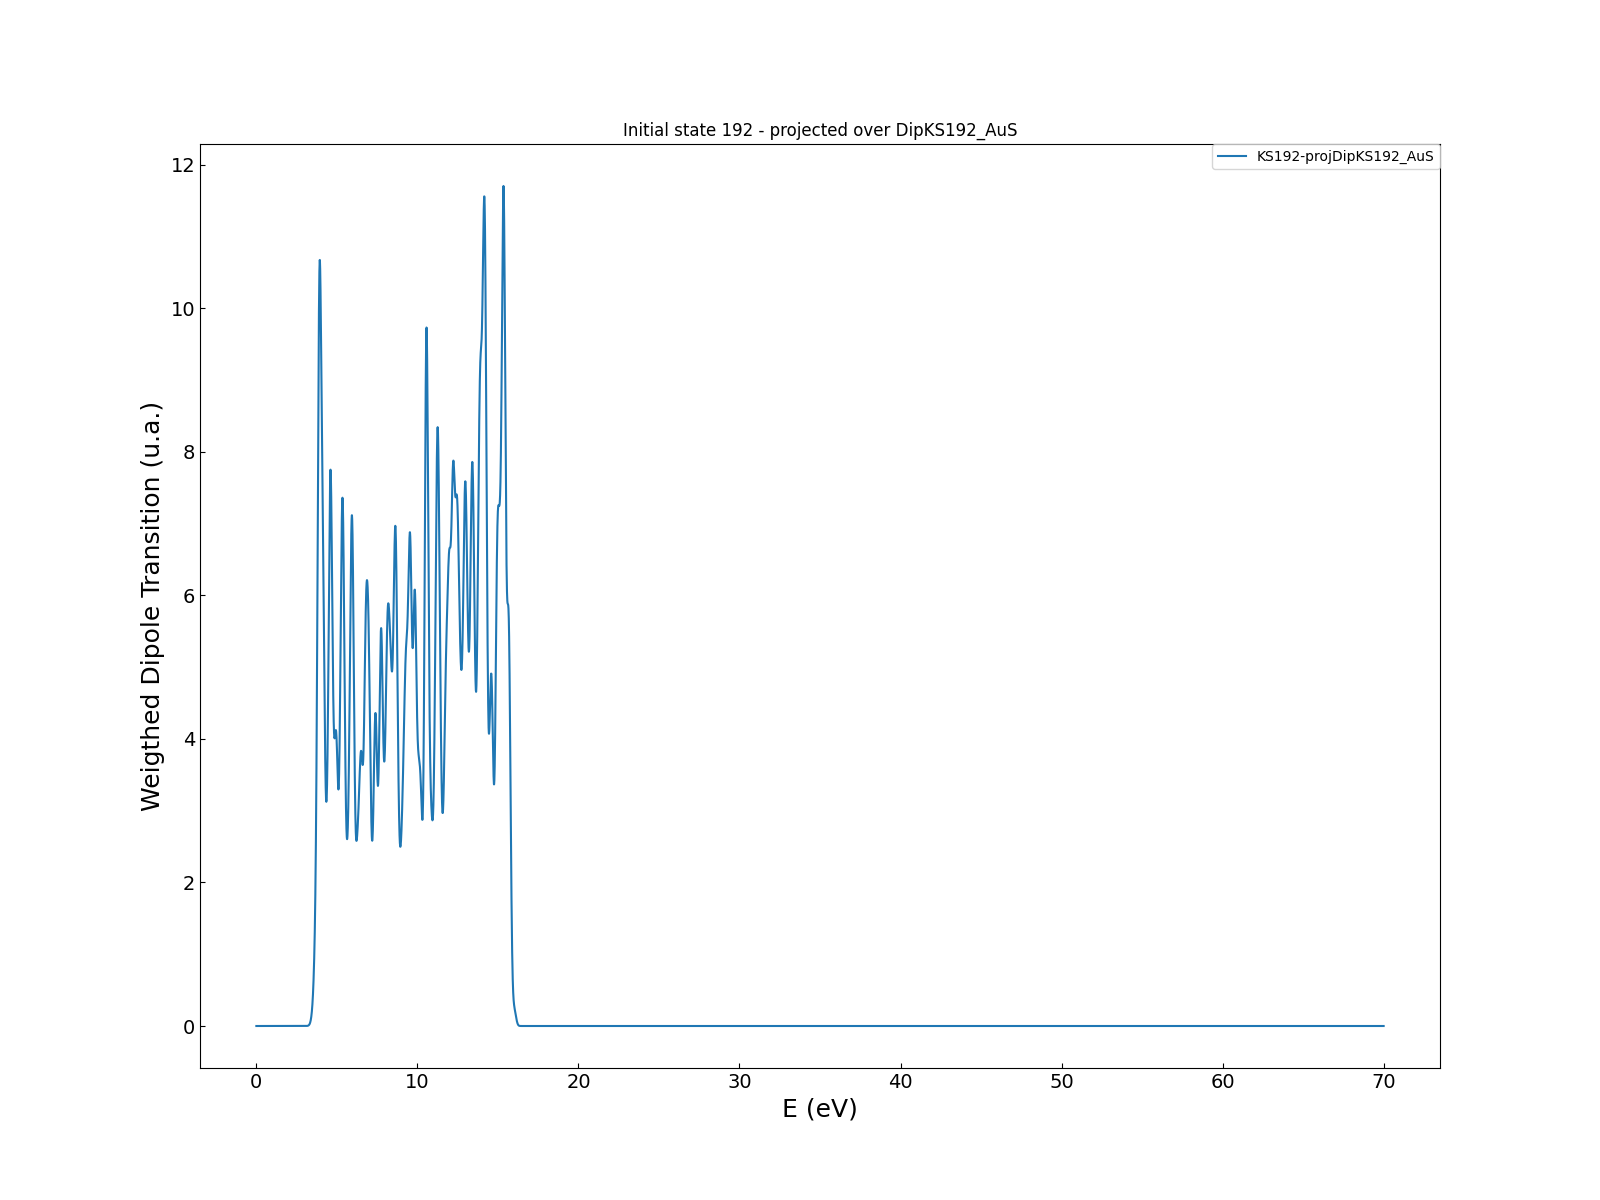 Initial state 192 - projected over DipKS192_AuS
KS192-projDipKS192_AuS
12
10
8
6
4
2
0
Weigthed Dipole Transition (u.a.)
0 10 20 30 40 50 60 70
E (eV)